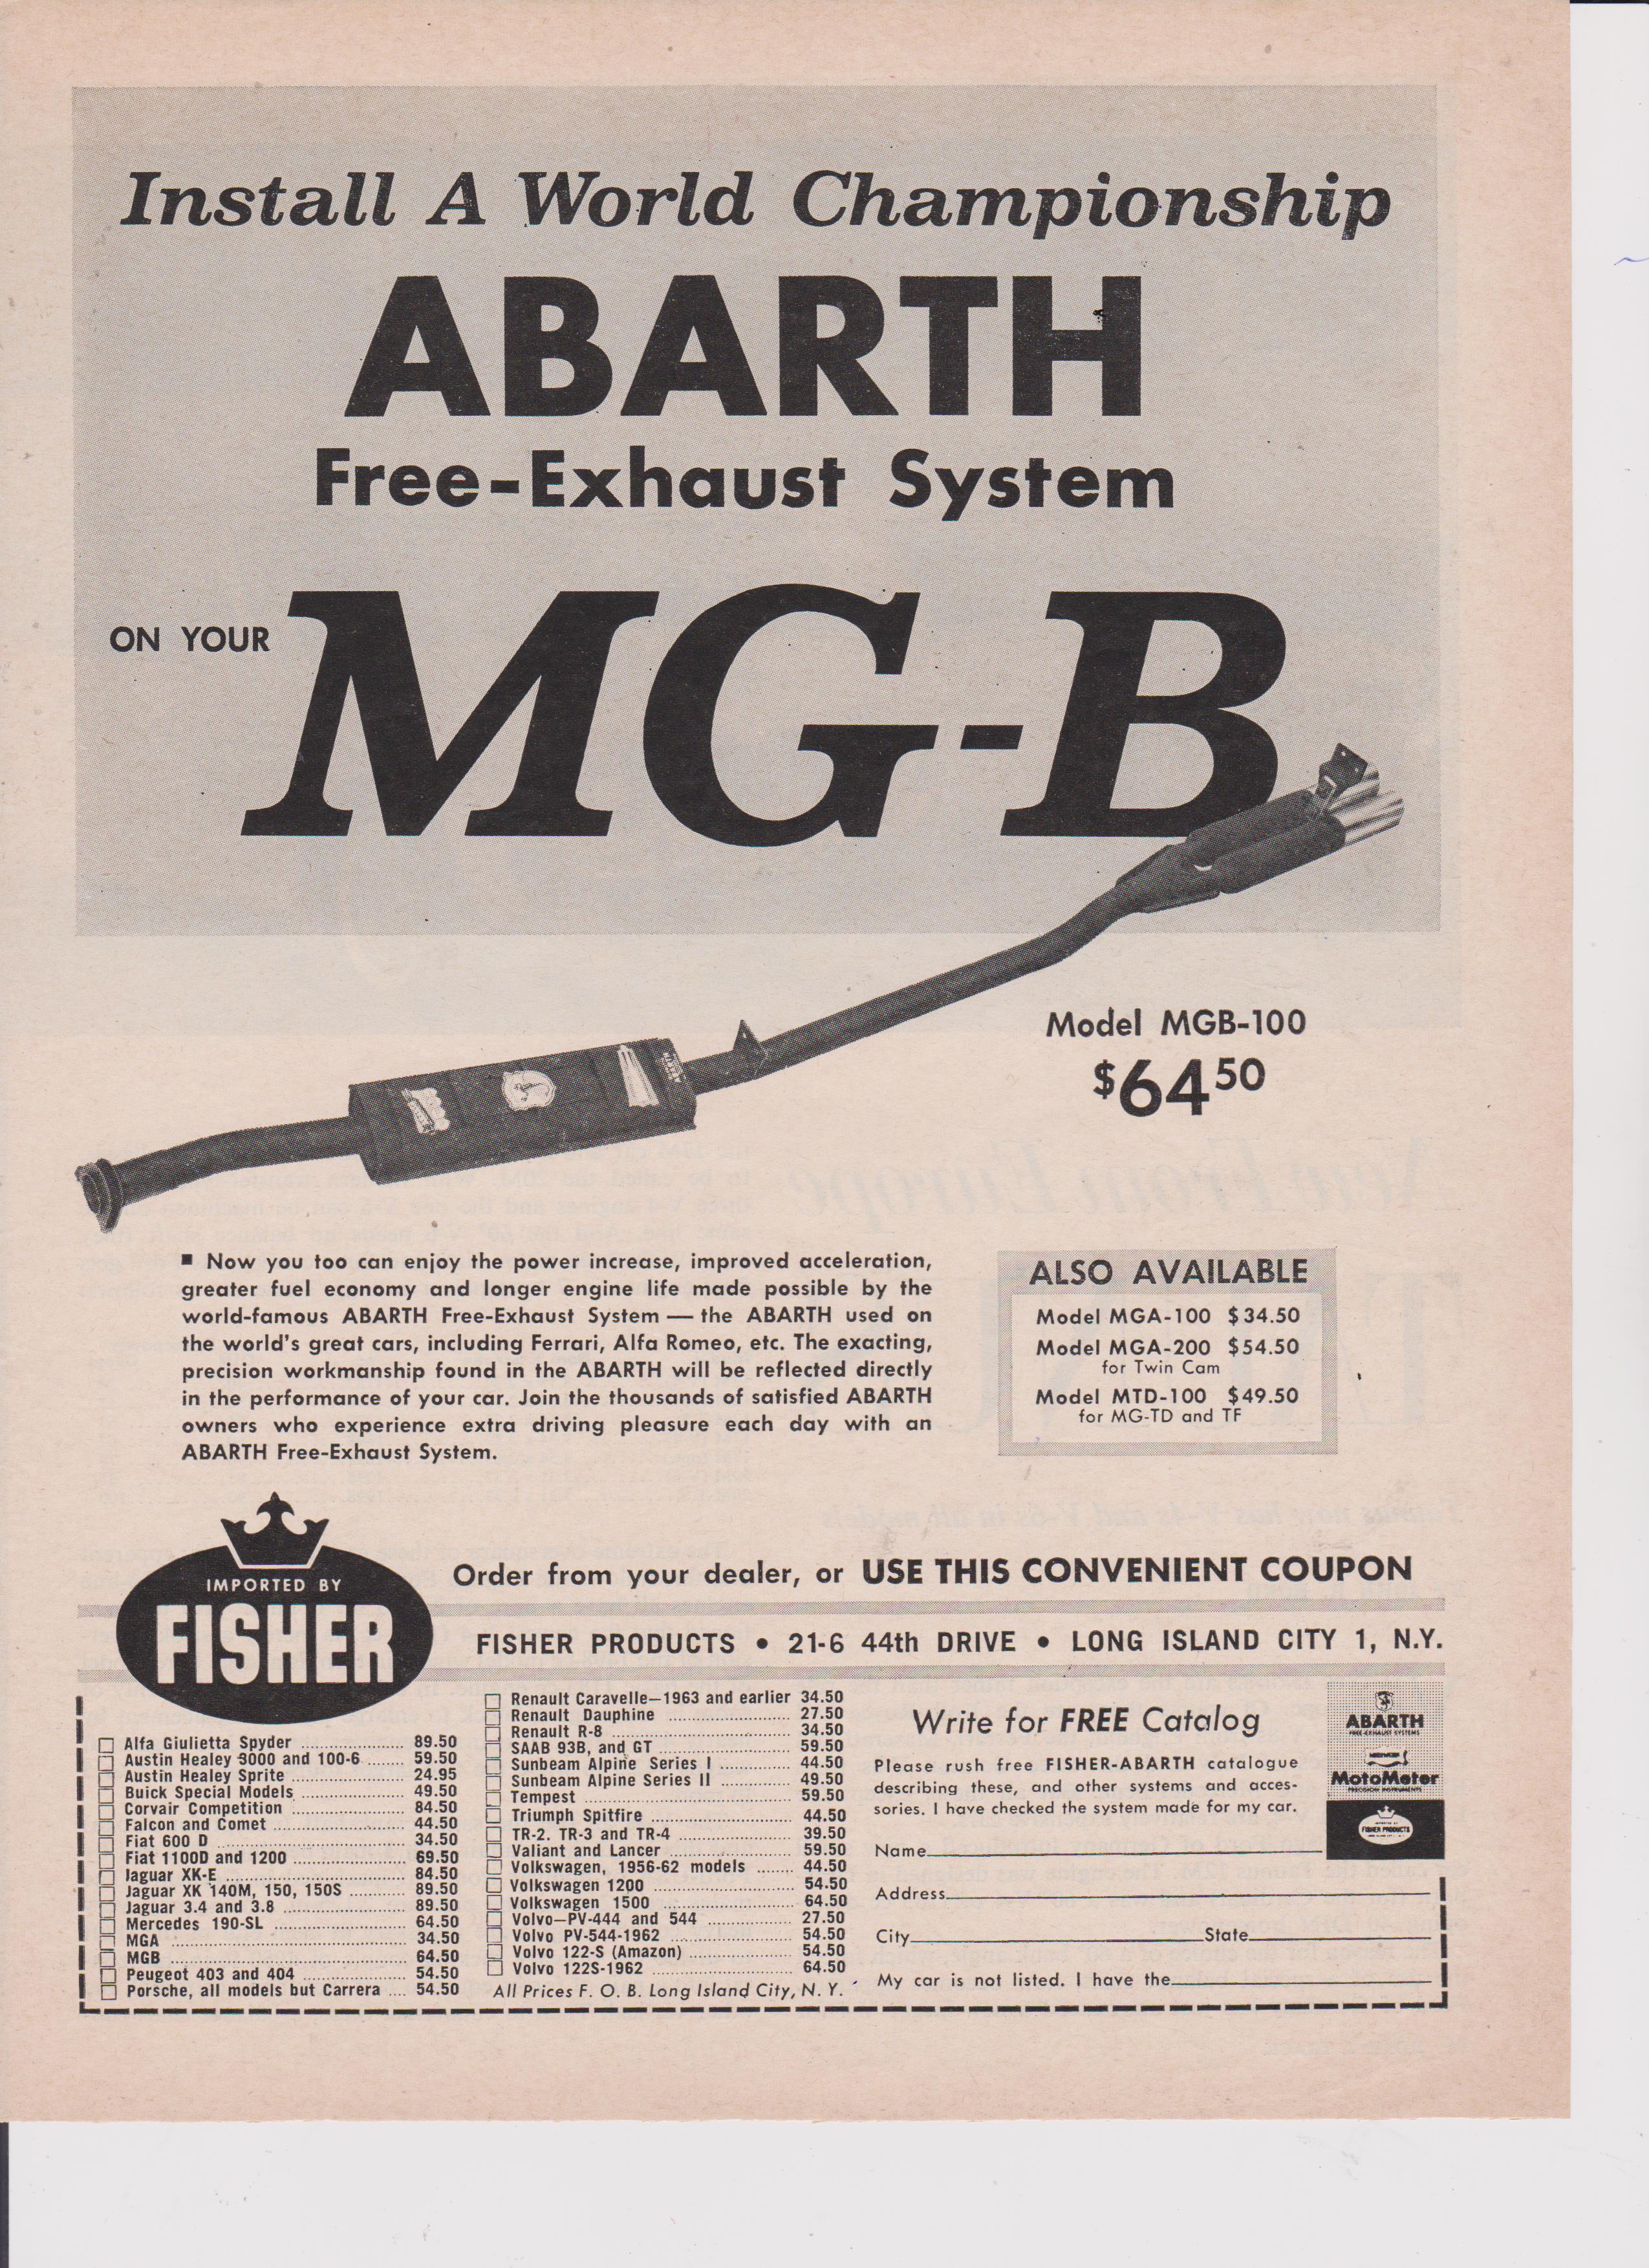 Install A World Championship
ABARTH
Free-Exhaust System
ON YOUR MG-B
Model MGB-100
$64 50
▪ Now you too can enjoy the power increase, improved acceleration,
greater fuel economy and longer engine life made possible by the
world-famous ABARTH Free-Exhaust System — the ABARTH used on
the world's great cars, including Ferrari, Alfa Romeo, etc. The exacting,
precision workmanship found in the ABARTH will be reflected directly
in the performance of your car. Join the thousands of satisfied ABARTH
owners who experience extra driving pleasure each day with an
ABARTH Free-Exhaust System.
ALSO AVAILABLE
Model MGA-100 $34.50
Model MGA-200 $54.50
for Twin Cam
Model MTD-100 $49.50
for MG-TD and TF
IMPORTED BY
FISHER
Order from your dealer, or USE THIS CONVENIENT COUPON
FISHER PRODUCTS • 21-6 44th DRIVE • LONG ISLAND CITY 1, N.Y.
Alfa Giulietta Spyder 89.50
Austin Healey 3000 and 100-6 59.50
Austin Healey Sprite 24.95
Buick Special Models 49.50
Corvair Competition 84.50
Falcon and Comet 44.50
Fiat 600 D 34.50
Fiat 1100D and 1200 69.50
Jaguar XK-E 84.50
Jaguar XK 140M, 150, 150S 89.50
Jaguar 3.4 and 3.8 89.50
Mercedes 190-SL 64.50
MGA 34.50
MGB 64.50
Peugeot 403 and 404 54.50
Porsche, all models but Carrera 54.50
Renault Caravelle—1963 and earlier 34.50
Renault Dauphine 27.50
Renault R-8 34.50
SAAB 93B, and GT 59.50
Sunbeam Alpine Series I 44.50
Sunbeam Alpine Series II 49.50
Tempest 59.50
Triumph Spitfire 44.50
TR-2. TR-3 and TR-4 39.50
Valiant and Lancer 59.50
Volkswagen, 1956-62 models 44.50
Volkswagen 1200 54.50
Volkswagen 1500 64.50
Volvo—PV-444 and 544 27.50
Volvo PV-544-1962 54.50
Volvo 122-S (Amazon) 54.50
Volvo 122S-1962 64.50
All Prices F. O. B. Long Island City, N. Y.
Write for FREE Catalog
Please rush free FISHER-ABARTH catalogue
describing these, and other systems and acces-
sories. I have checked the system made for my car.
Name
Address
City State
My car is not listed. I have the
ABARTH
FREE-EXHAUST SYSTEMS
MotoMeter
PRECISION INSTRUMENTS
IMPORTED BY
FISHER PRODUCTS